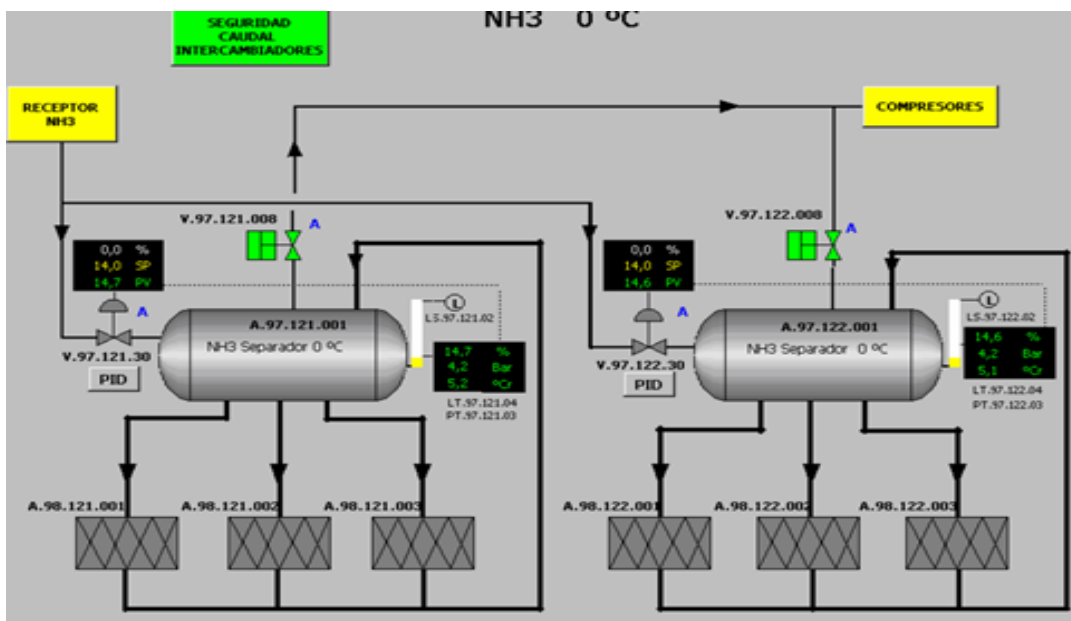 NH3 0 ºC
SEGURIDAD
CAUDAL
INTERCAMBIADORES
RECEPTOR
NH3
COMPRESORES
V.97.121.008
A
V.97.122.008
A
0,0 %
14,0 SP
14,7 PV
A
V.97.121.30
PID
A.97.121.001
NH3 Separador 0 ºC
L
LS.97.121.02
14,7 %
4,2 Bar
5,2 ºCr
LT.97.121.04
PT.97.121.03
0,0 %
14,0 SP
14,6 PV
A
V.97.122.30
PID
A.97.122.001
NH3 Separador 0 ºC
L
LS.97.122.02
14,6 %
4,2 Bar
5,1 ºCr
LT.97.122.04
PT.97.122.03
A.98.121.001
A.98.121.002
A.98.121.003
A.98.122.001
A.98.122.002
A.98.122.003